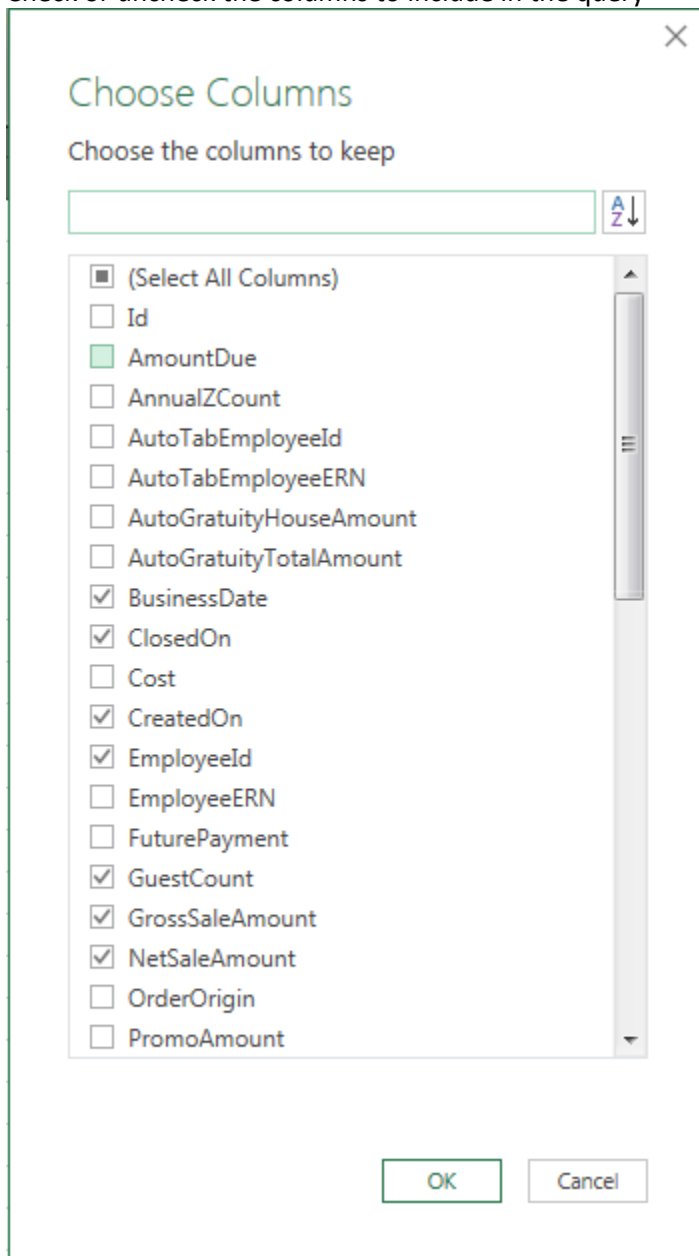 check or uncheck the columns to include in the query
Choose Columns
Choose the columns to keep
A
Z
(Select All Columns)
Id
AmountDue
AnnualZCount
AutoTabEmployeeId
AutoTabEmployeeERN
AutoGratuityHouseAmount
AutoGratuityTotalAmount
BusinessDate
ClosedOn
Cost
CreatedOn
EmployeeId
EmployeeERN
FuturePayment
GuestCount
GrossSaleAmount
NetSaleAmount
OrderOrigin
PromoAmount
OK Cancel